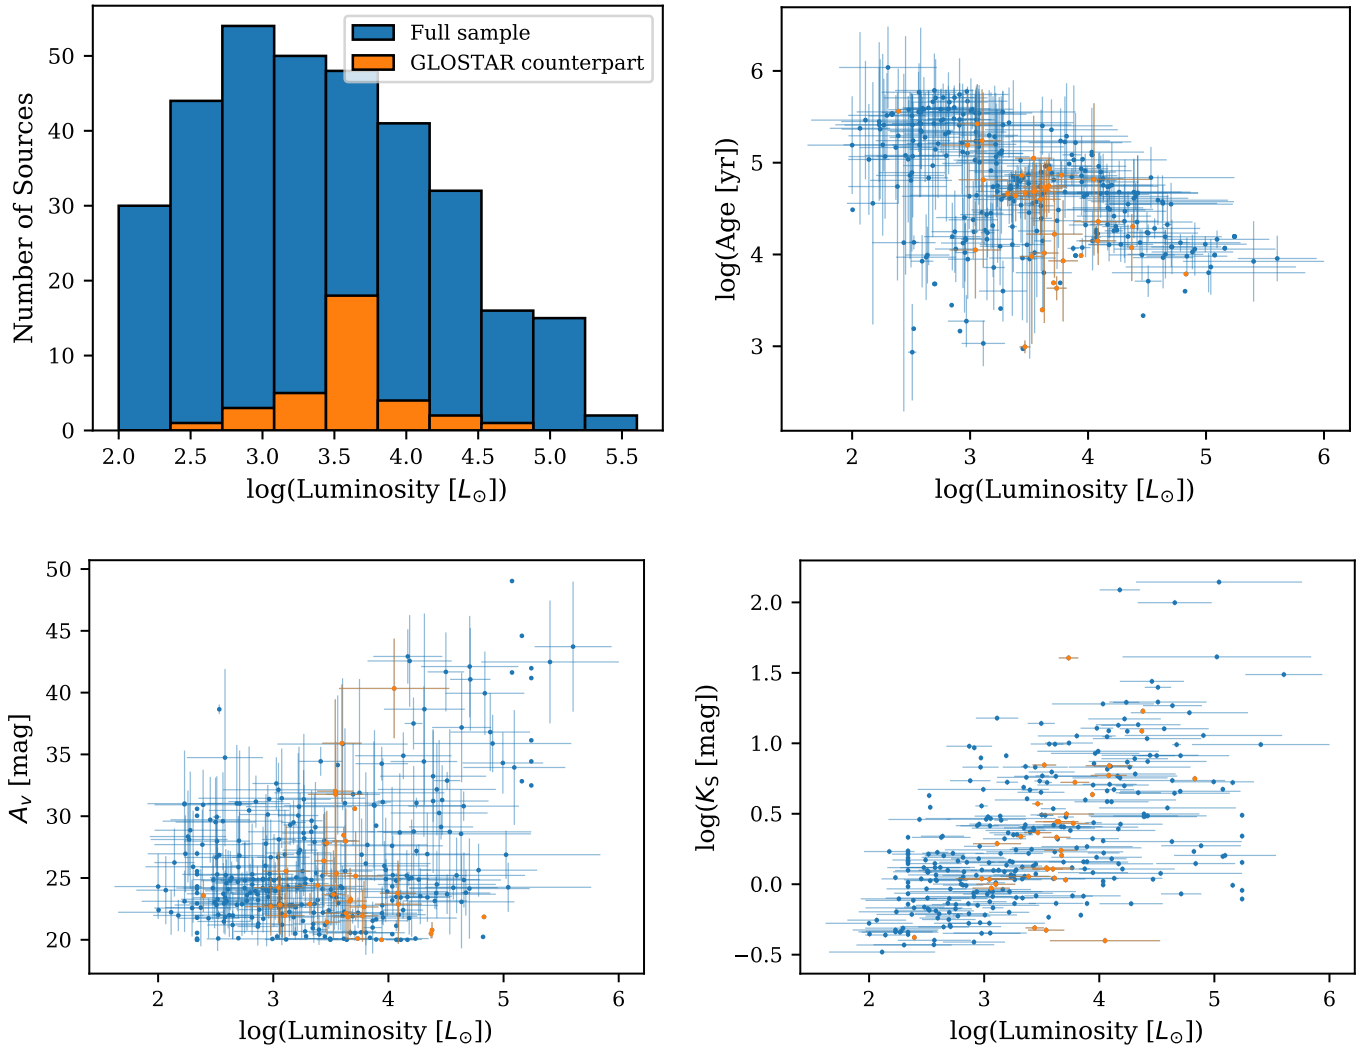 Full sample
GLOSTAR counterpart
Number of Sources
50
40
30
20
10
0
2.0 2.5 3.0 3.5 4.0 4.5 5.0 5.5
log(Luminosity [L⊙])
log(Age [yr])
6
5
4
3
2 3 4 5 6
log(Luminosity [L⊙])
Av [mag]
50
45
40
35
30
25
20
2 3 4 5 6
log(Luminosity [L⊙])
log(Ks [mag])
2.0
1.5
1.0
0.5
0.0
−0.5
2 3 4 5 6
log(Luminosity [L⊙])